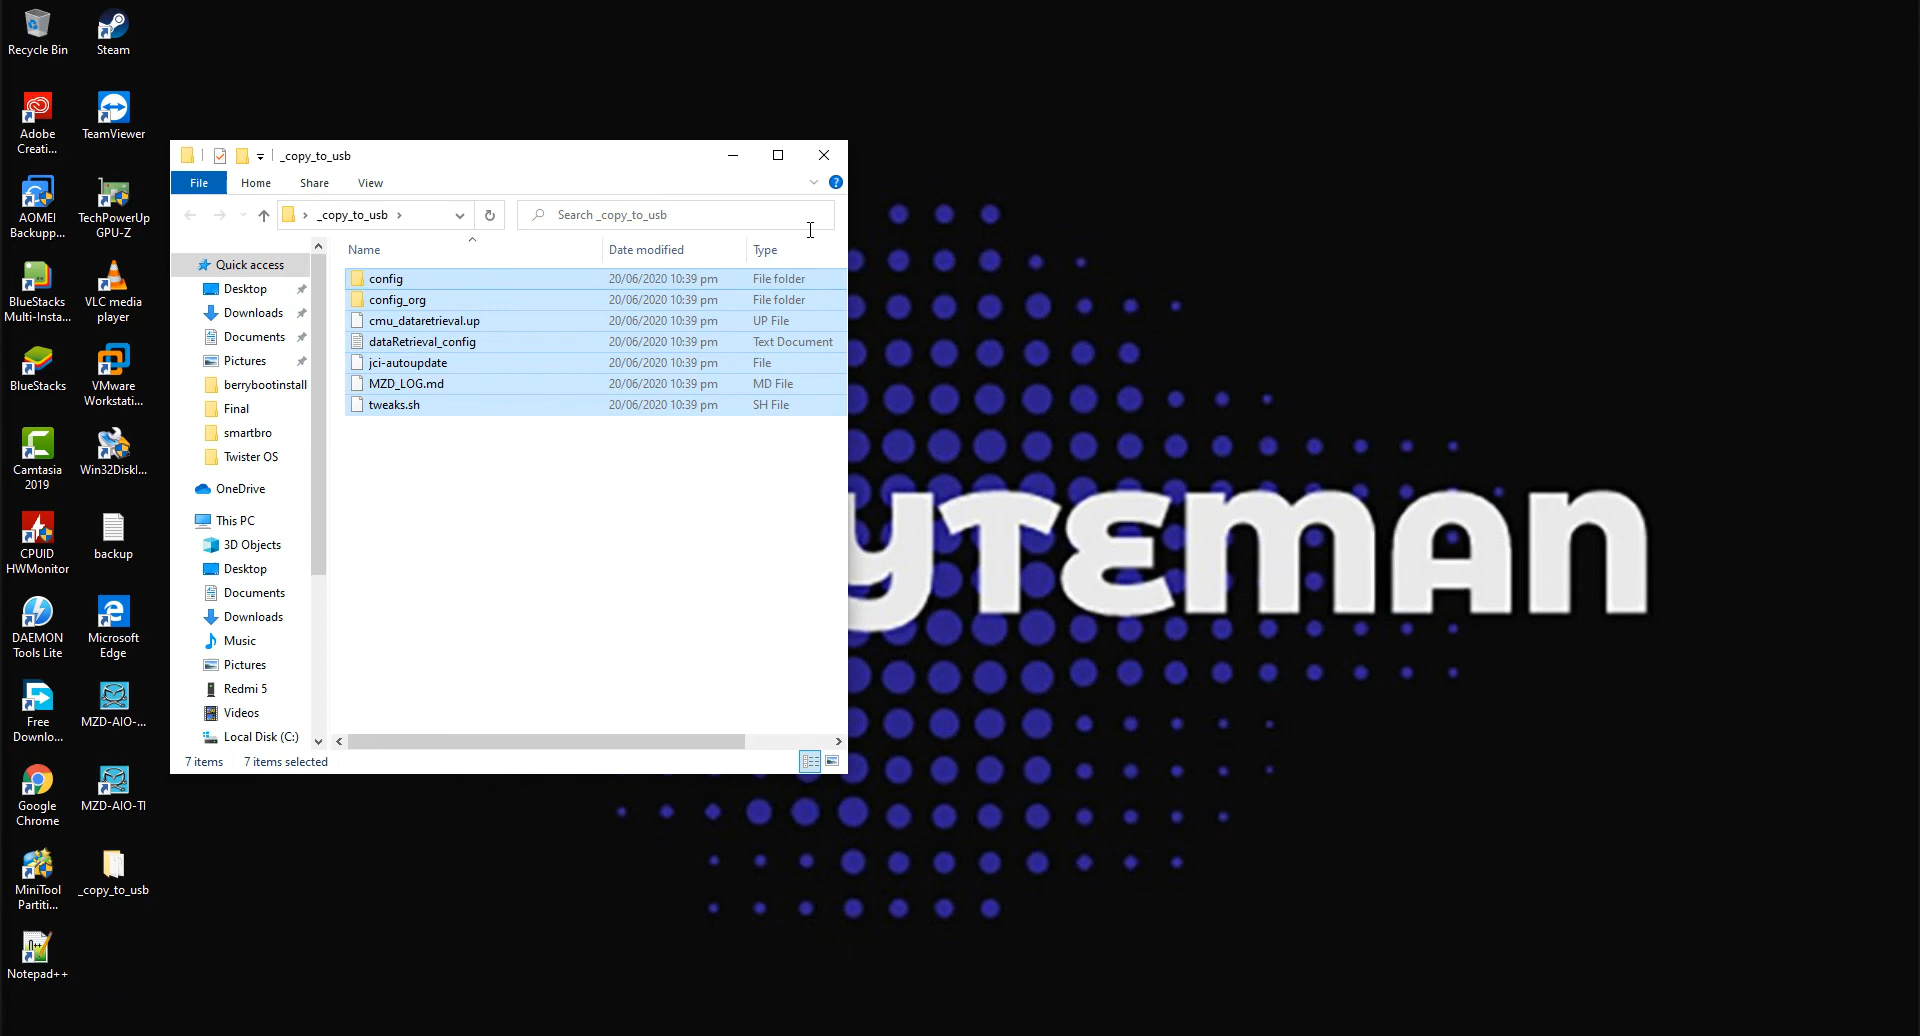 Recycle Bin
Steam
Adobe
Creati...
TeamViewer
AOMEI
Backupp...
TechPowerUp
GPU-Z
BlueStacks
Multi-Insta...
VLC media
player
BlueStacks
VMware
Workstati...
Camtasia
2019
Win32DiskI...
CPUID
HWMonitor
backup
DAEMON
Tools Lite
Microsoft
Edge
Free
Downlo...
MZD-AIO-...
Google
Chrome
MZD-AIO-TI
MiniTool
Partiti...
_copy_to_usb
Notepad++
_copy_to_usb
File Home Share View
_copy_to_usb
Search _copy_to_usb
Name Date modified Type
Quick access
Desktop
Downloads
Documents
Pictures
berrybootinstall
Final
smartbro
Twister OS
OneDrive
This PC
3D Objects
Desktop
Documents
Downloads
Music
Pictures
Redmi 5
Videos
Local Disk (C:)
config 20/06/2020 10:39 pm File folder
config_org 20/06/2020 10:39 pm File folder
cmu_dataretrieval.up 20/06/2020 10:39 pm UP File
dataRetrieval_config 20/06/2020 10:39 pm Text Document
jci-autoupdate 20/06/2020 10:39 pm File
MZD_LOG.md 20/06/2020 10:39 pm MD File
tweaks.sh 20/06/2020 10:39 pm SH File
7 items 7 items selected
yTEMAN